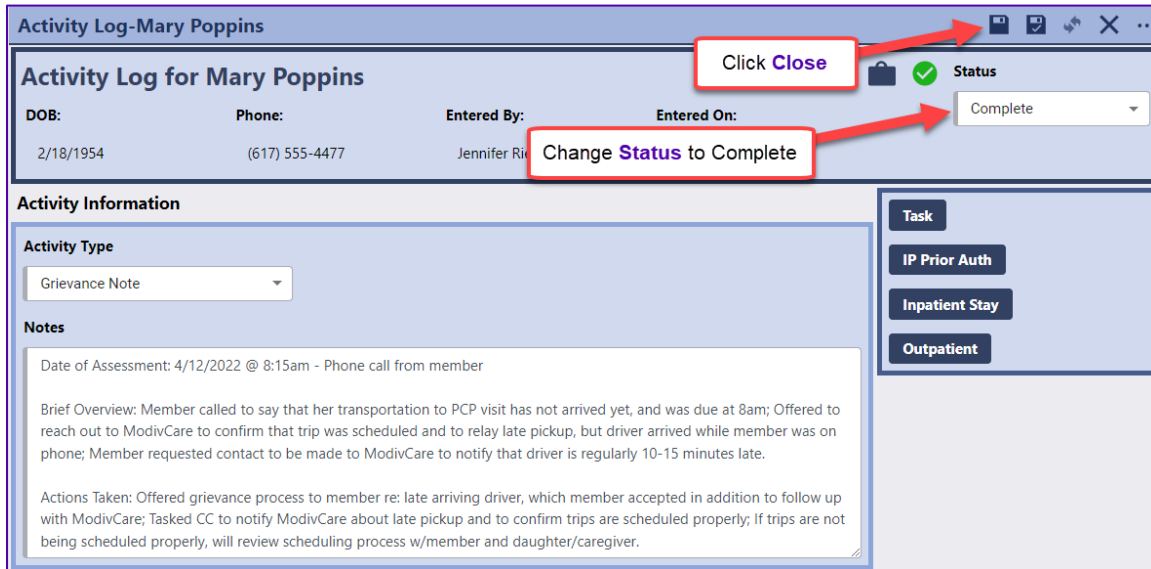 Activity Log-Mary Poppins
Click Close
Activity Log for Mary Poppins
Status
Complete
DOB:
Phone:
Entered By:
Entered On:
2/18/1954
(617) 555-4477
Jennifer
Change Status to Complete
Activity Information
Task
IP Prior Auth
Inpatient Stay
Outpatient
Activity Type
Grievance Note
Notes
Date of Assessment: 4/12/2022 @ 8:15am - Phone call from member
Brief Overview: Member called to say that her transportation to PCP visit has not arrived yet, and was due at 8am; Offered to
reach out to ModivCare to confirm that trip was scheduled and to relay late pickup, but driver arrived while member was on
phone; Member requested contact to be made to ModivCare to notify that driver is regularly 10-15 minutes late.
Actions Taken: Offered grievance process to member re: late arriving driver, which member accepted in addition to follow up
with ModivCare; Tasked CC to notify ModivCare about late pickup and to confirm trips are scheduled properly; If trips are not
being scheduled properly, will review scheduling process w/member and daughter/caregiver.